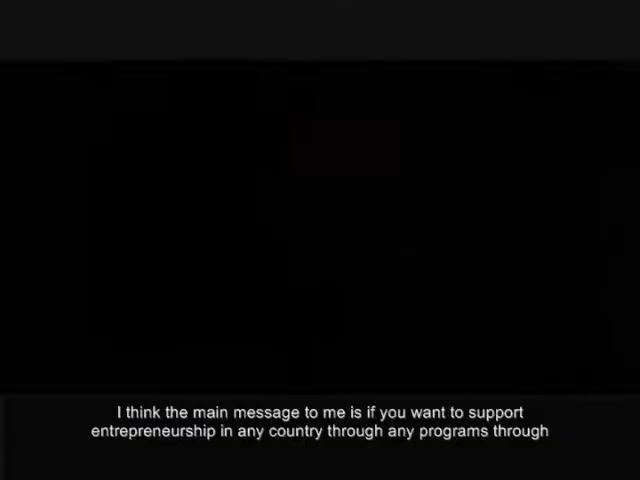 I think the main message to me is if you want to support
entrepreneurship in any country through any programs through